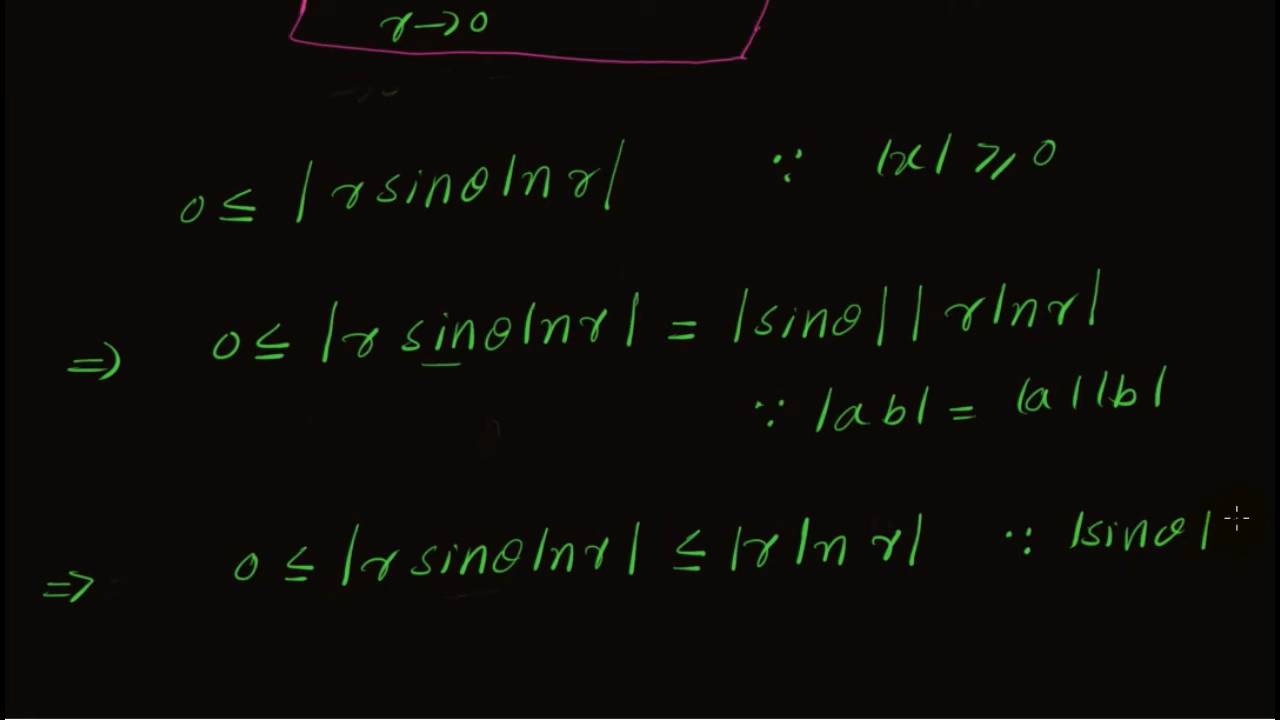 r→0
0 ≤ |r sinθ ln r| ∵ |x| ⩾ 0
⇒ 0 ≤ |r sinθ ln r| = |sinθ| |r ln r|
∵ |ab| = |a||b|
⇒ 0 ≤ |r sinθ ln r| ≤ |r ln r| ∵ |sinθ|